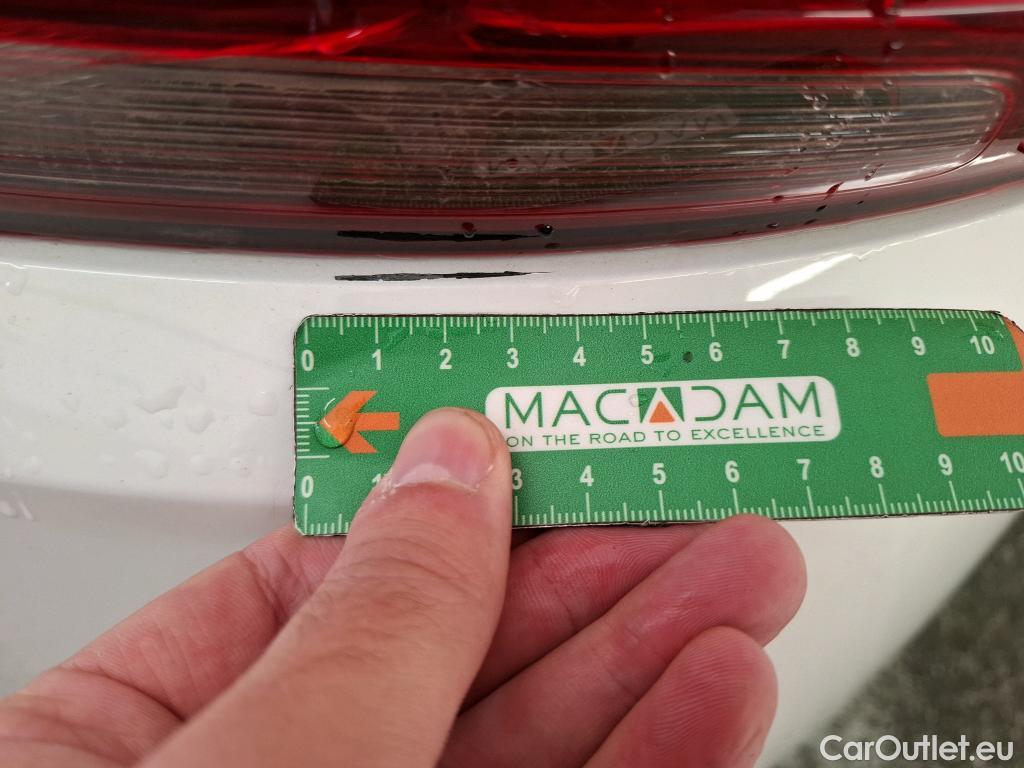 0 1 2 3 4 5 6 7 8 9 10
MACADAM
ON THE ROAD TO EXCELLENCE
0 1 3 4 5 6 7 8 9 10
CarOutlet.eu